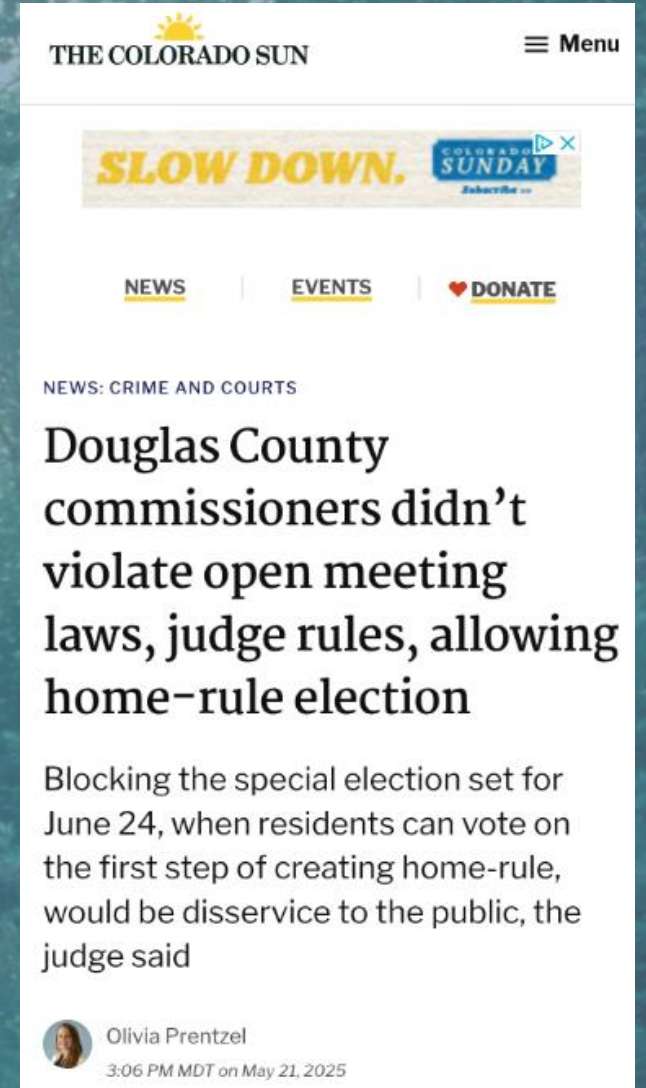 THE COLORADO SUN
Menu
SLOW DOWN.
COLORADO
SUNDAY
Subscribe
NEWS
EVENTS
DONATE
NEWS: CRIME AND COURTS
Douglas County
commissioners didn’t
violate open meeting
laws, judge rules, allowing
home-rule election
Blocking the special election set for
June 24, when residents can vote on
the first step of creating home-rule,
would be disservice to the public, the
judge said
Olivia Prentzel
3:06 PM MDT on May 21, 2025